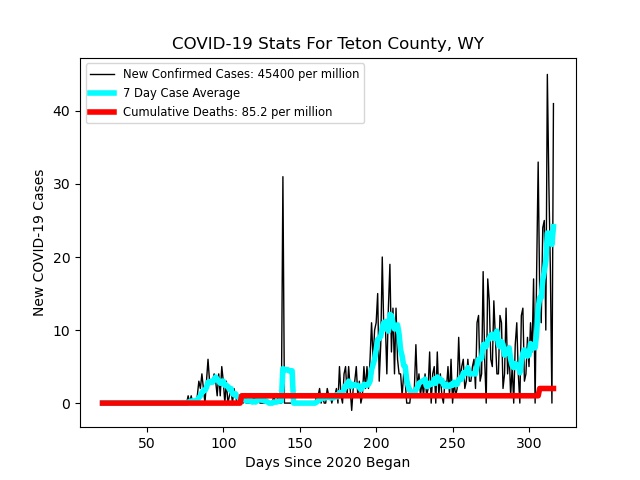 COVID-19 Stats For Teton County, WY
New Confirmed Cases: 45400 per million
7 Day Case Average
Cumulative Deaths: 85.2 per million
New COVID-19 Cases
40
30
20
10
0
50 100 150 200 250 300
Days Since 2020 Began